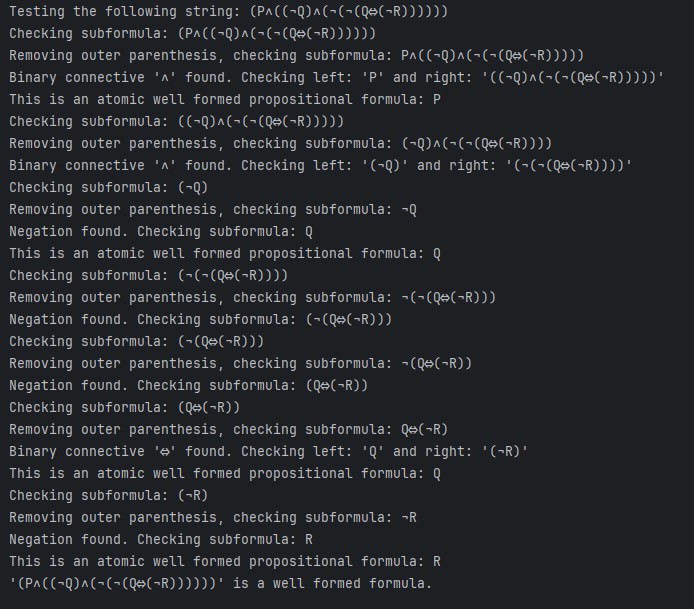 Testing the following string: (P∧((¬Q)∧(¬(¬(Q⇔(¬R))))))
Checking subformula: (P∧((¬Q)∧(¬(¬(Q⇔(¬R))))))
Removing outer parenthesis, checking subformula: P∧((¬Q)∧(¬(¬(Q⇔(¬R)))))
Binary connective '∧' found. Checking left: 'P' and right: '((¬Q)∧(¬(¬(Q⇔(¬R)))))'
This is an atomic well formed propositional formula: P
Checking subformula: ((¬Q)∧(¬(¬(Q⇔(¬R)))))
Removing outer parenthesis, checking subformula: (¬Q)∧(¬(¬(Q⇔(¬R))))
Binary connective '∧' found. Checking left: '(¬Q)' and right: '(¬(¬(Q⇔(¬R))))'
Checking subformula: (¬Q)
Removing outer parenthesis, checking subformula: ¬Q
Negation found. Checking subformula: Q
This is an atomic well formed propositional formula: Q
Checking subformula: (¬(¬(Q⇔(¬R))))
Removing outer parenthesis, checking subformula: ¬(¬(Q⇔(¬R)))
Negation found. Checking subformula: (¬(Q⇔(¬R)))
Checking subformula: (¬(Q⇔(¬R)))
Removing outer parenthesis, checking subformula: ¬(Q⇔(¬R))
Negation found. Checking subformula: (Q⇔(¬R))
Checking subformula: (Q⇔(¬R))
Removing outer parenthesis, checking subformula: Q⇔(¬R)
Binary connective '⇔' found. Checking left: 'Q' and right: '(¬R)'
This is an atomic well formed propositional formula: Q
Checking subformula: (¬R)
Removing outer parenthesis, checking subformula: ¬R
Negation found. Checking subformula: R
This is an atomic well formed propositional formula: R
'(P∧((¬Q)∧(¬(¬(Q⇔(¬R))))))' is a well formed formula.